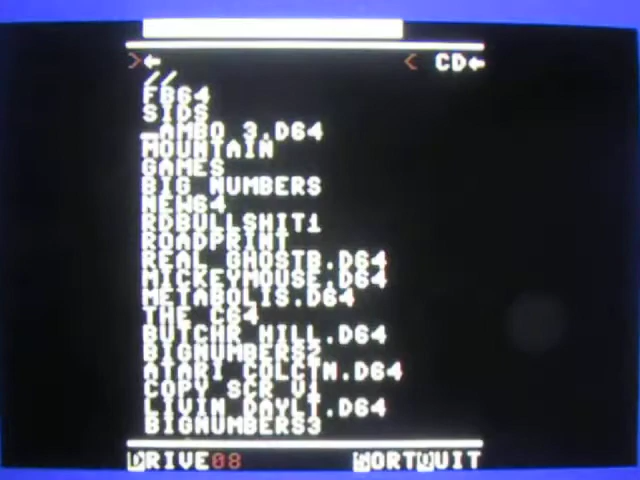 >← < CD←
//
FB64
SIDS
_AMBO 3.D64
MOUNTAIN
GAMES
BIG NUMBERS
NEW64
RDBULLSHIT1
ROADPRINT
REAL GHOSTB.D64
MICKEYMOUSE.D64
METABOLIS.D64
THE C64
BUTCHR HILL.D64
BIGNUMBERS2
ATARI COLCTN.D64
COPY SCR V1
LIVIN DAYLT.D64
BIGNUMBERS3
DRIVE08 SORT QUIT